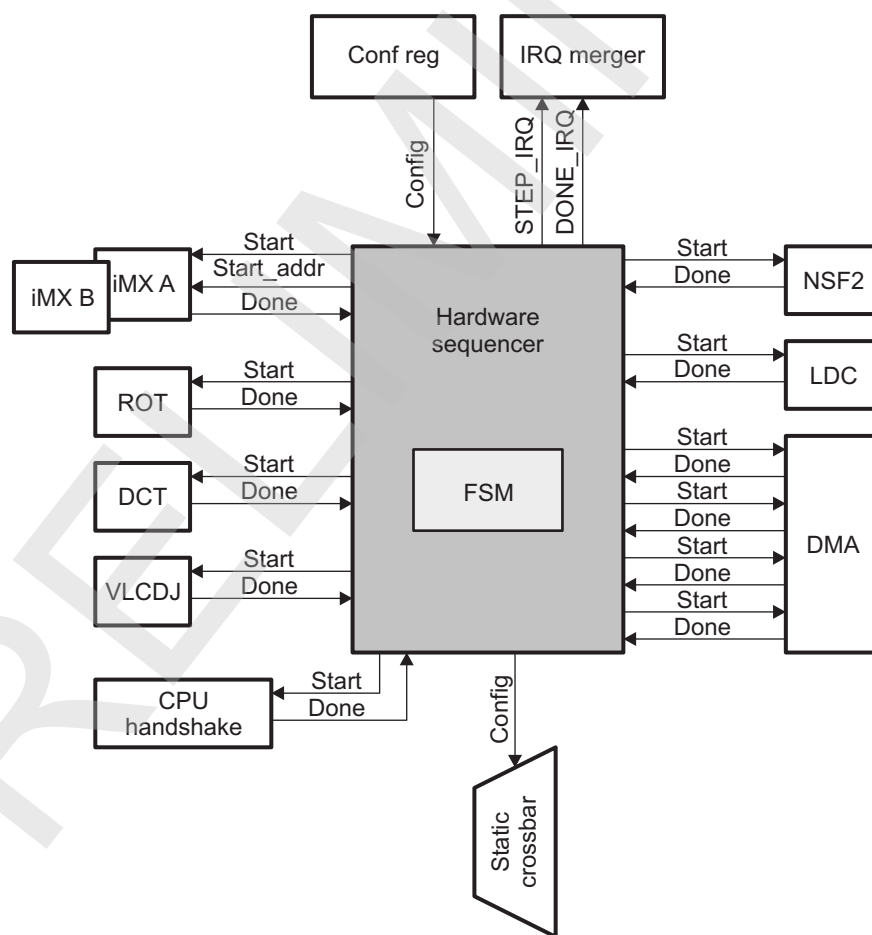 Conf reg
IRQ merger
Config
STEP_IRQ
DONE_IRQ
Start
Start_addr
Done
iMX A
iMX B
Start
Done
ROT
Start
Done
DCT
Start
Done
VLCDJ
Start
Done
CPU
handshake
Hardware
sequencer
FSM
Start
Done
NSF2
Start
Done
LDC
Start
Done
Start
Done
Start
Done
Start
Done
DMA
Config
Static
crossbar
RELIMI